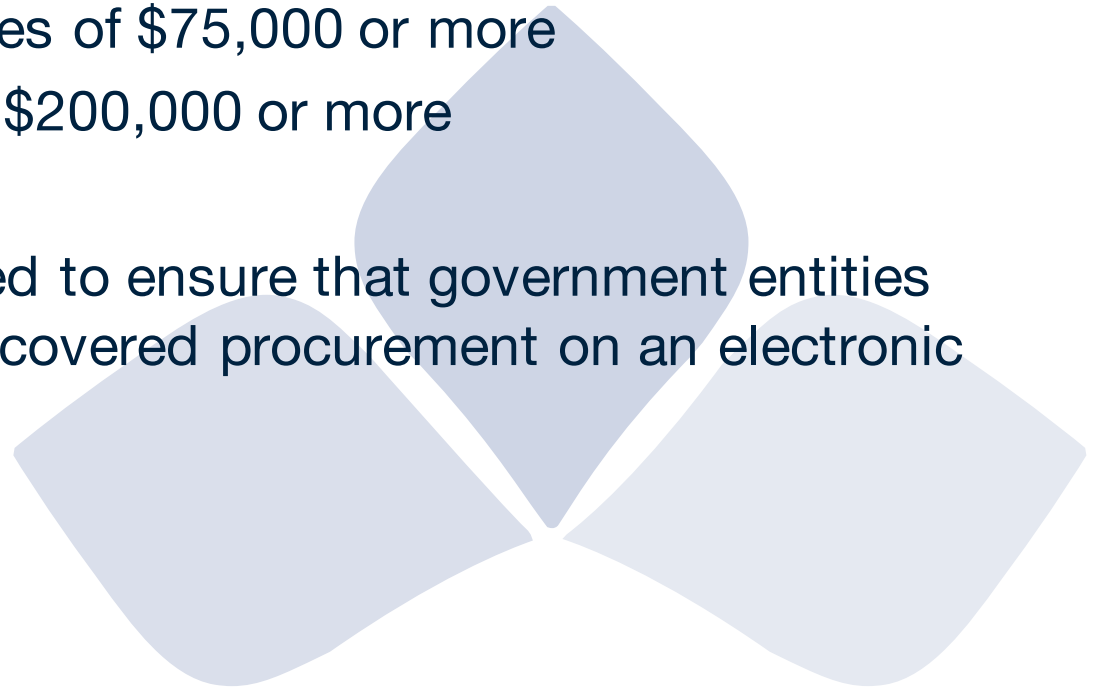 es of $75,000 or more
$200,000 or more
ed to ensure that government entities
covered procurement on an electronic